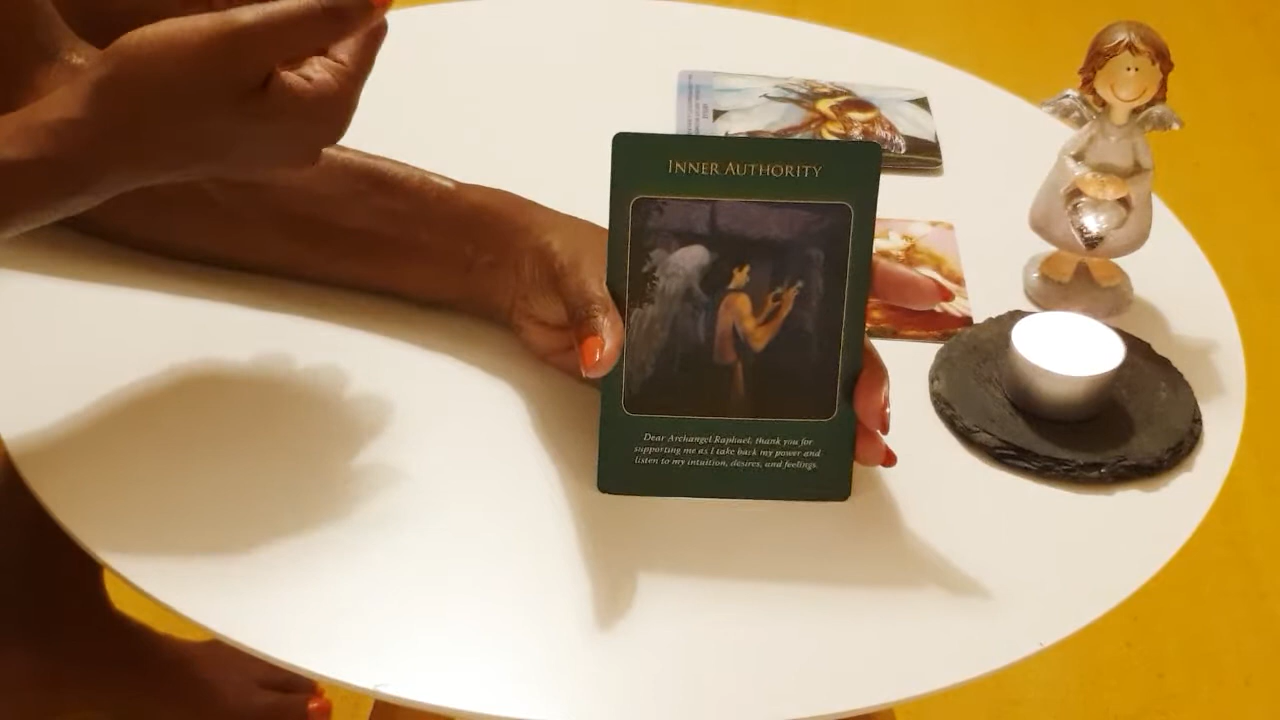 INNER AUTHORITY
Dear Archangel Raphael, thank you for
supporting me as I take back my power and
listen to my intuition, desires, and feelings.